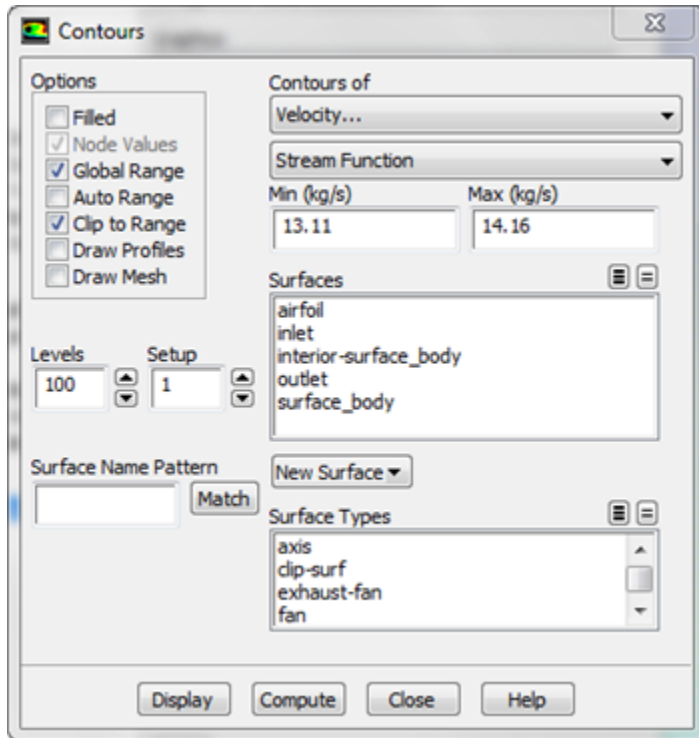 Contours
Options
Filled
Node Values
Global Range
Auto Range
Clip to Range
Draw Profiles
Draw Mesh
Levels
Setup
100
1
Surface Name Pattern
Match
Contours of
Velocity...
Stream Function
Min (kg/s)
Max (kg/s)
13.11
14.16
Surfaces
airfoil
inlet
interior-surface_body
outlet
surface_body
New Surface
Surface Types
axis
clip-surf
exhaust-fan
fan
Display
Compute
Close
Help